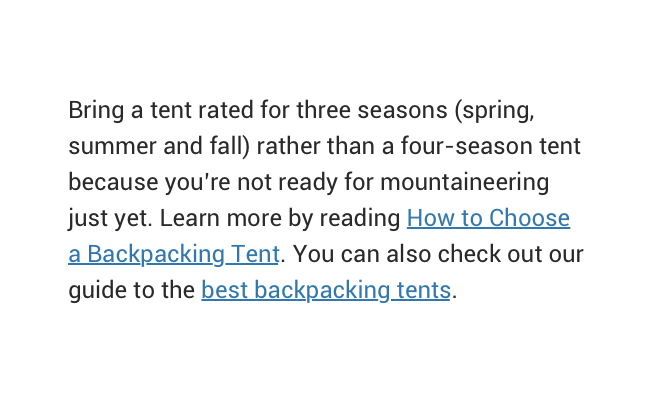 Bring a tent rated for three seasons (spring,
summer and fall) rather than a four-season tent
because you're not ready for mountaineering
just yet. Learn more by reading How to Choose
a Backpacking Tent. You can also check out our
guide to the best backpacking tents.